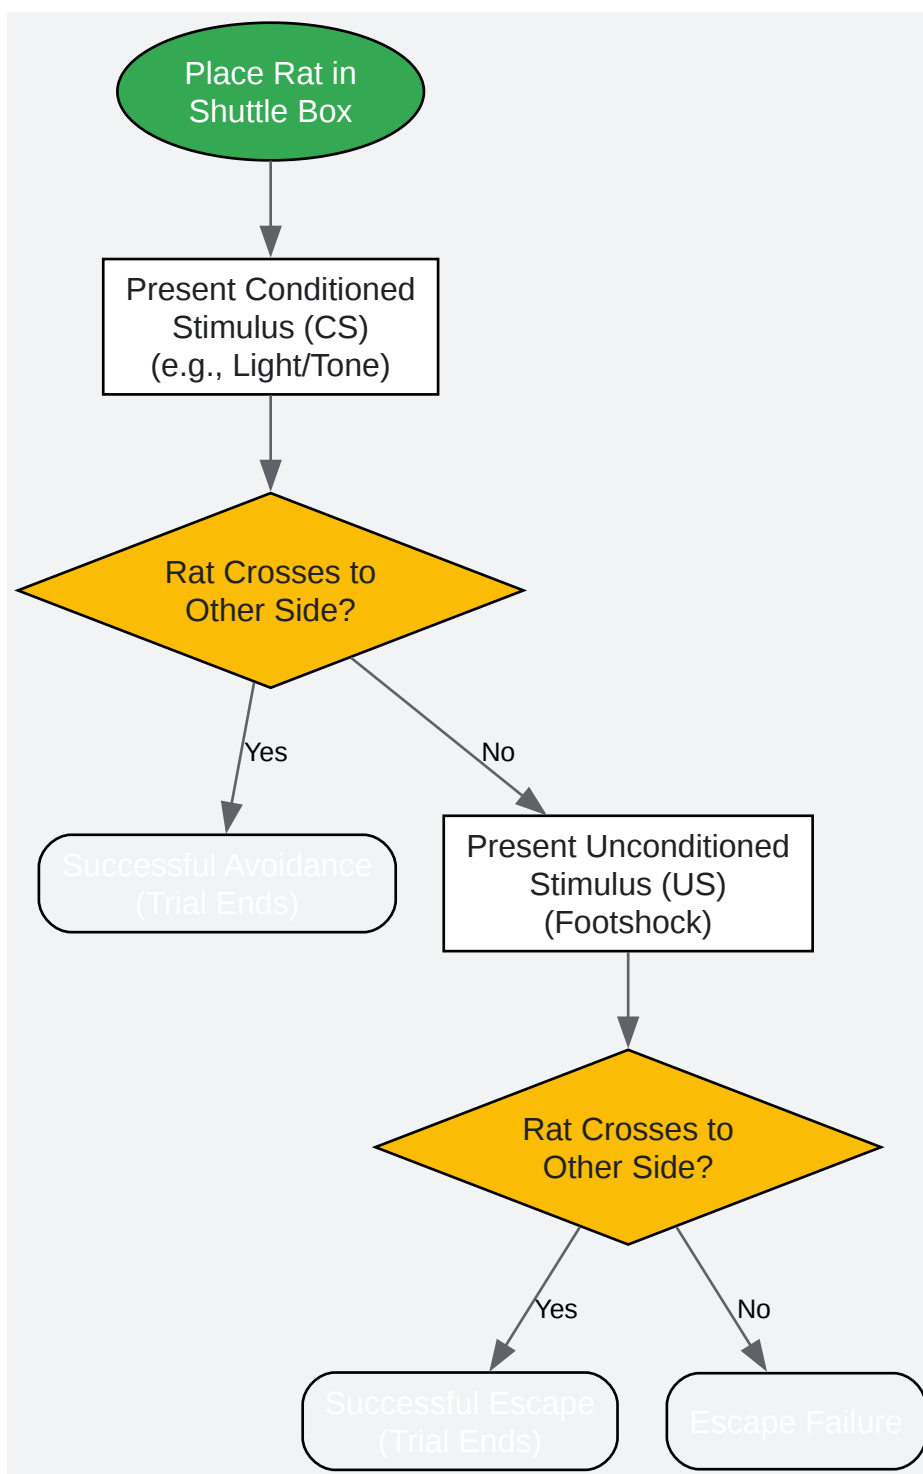 Place Rat in
Shuttle Box
Present Conditioned
Stimulus (CS)
(e.g., Light/Tone)
Rat Crosses to
Other Side?
Yes
No
Successful Avoidance
(Trial Ends)
Present Unconditioned
Stimulus (US)
(Footshock)
Rat Crosses to
Other Side?
Yes
No
Successful Escape
(Trial Ends)
Escape Failure